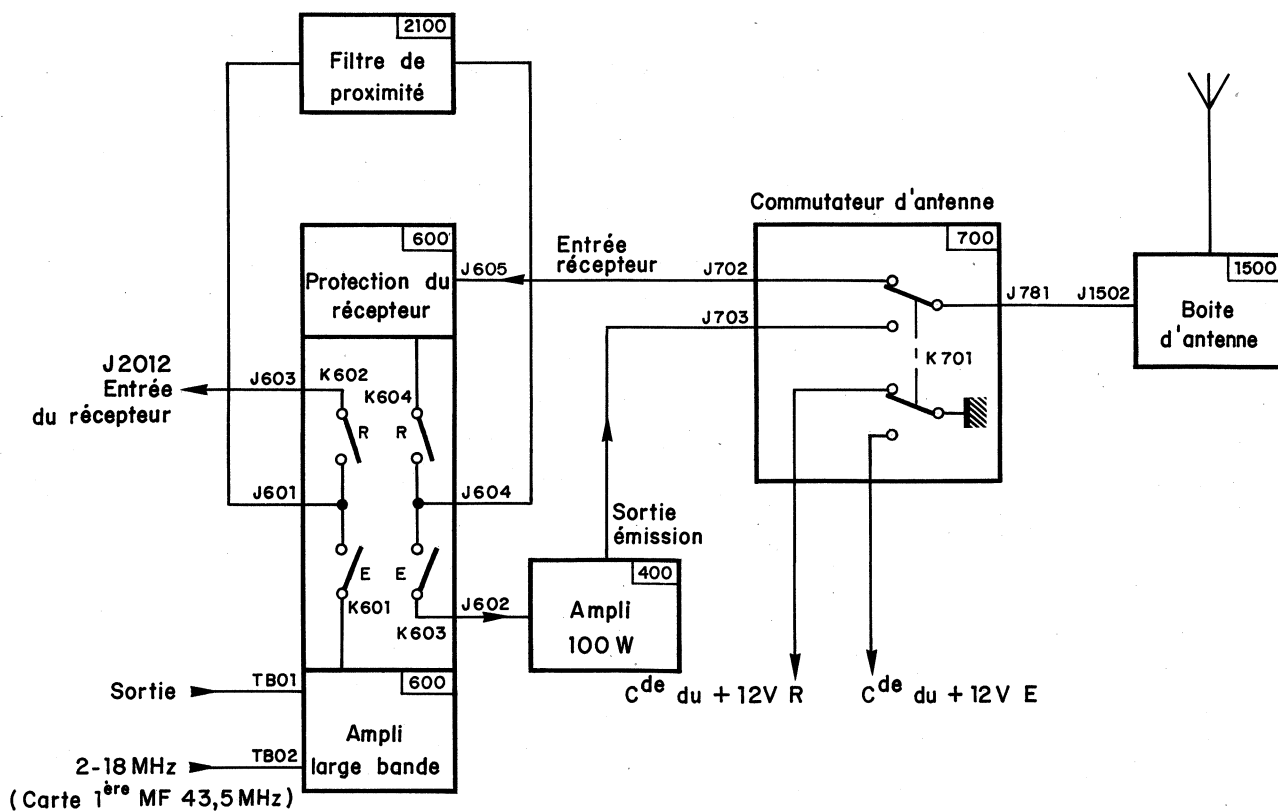 2100
Filtre de
proximité
Commutateur d'antenne
600
Protection du
récepteur
J605
Entrée
récepteur
J702
J703
700
K701
J781
J1502
1500
Boite
d'antenne
J2012
Entrée
du récepteur
J603
K602
K604
R
R
J601
J604
E
E
K601
K603
J602
Sortie
émission
400
Ampli
100 W
Cde du + 12V R
Cde du + 12V E
Sortie
TB01
600
Ampli
large bande
2-18 MHz
TB02
(Carte 1ère MF 43,5 MHz)